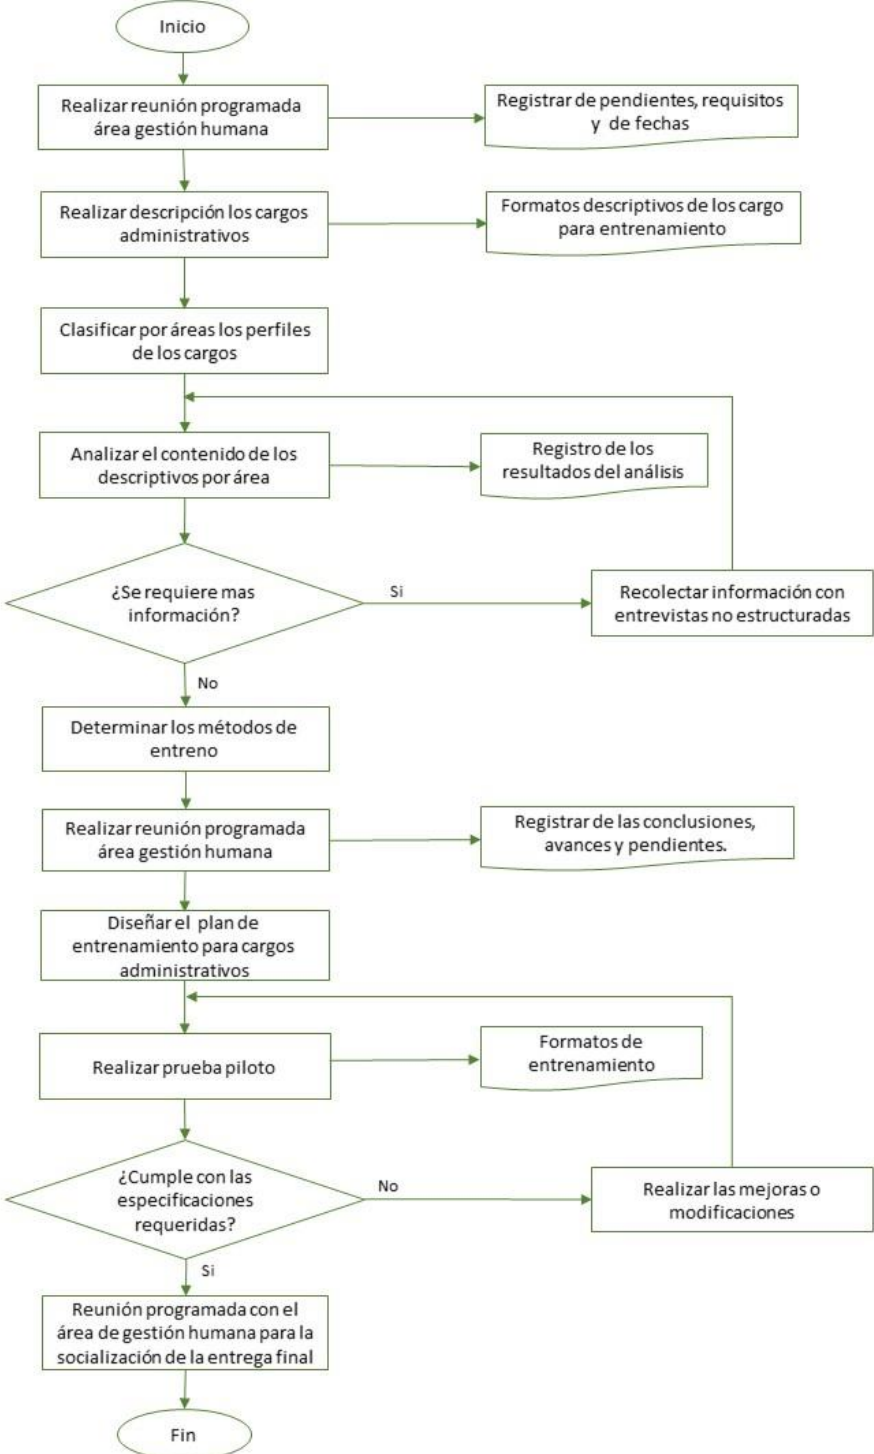 Inicio
Realizar reunión programada
área gestión humana
Registrar de pendientes, requisitos
y de fechas
Realizar descripción los cargos
administrativos
Formatos descriptivos de los cargo
para entrenamiento
Clasificar por áreas los perfiles
de los cargos
Analizar el contenido de los
descriptivos por área
Registro de los
resultados del análisis
¿Se requiere mas
información?
Si
Recolectar información con
entrevistas no estructuradas
No
Determinar los métodos de
entreno
Realizar reunión programada
área gestión humana
Registrar de las conclusiones,
avances y pendientes.
Diseñar el plan de
entrenamiento para cargos
administrativos
Realizar prueba piloto
Formatos de
entrenamiento
¿Cumple con las
especificaciones
requeridas?
No
Realizar las mejoras o
modificaciones
Si
Reunión programada con el
área de gestión humana para la
socialización de la entrega final
Fin